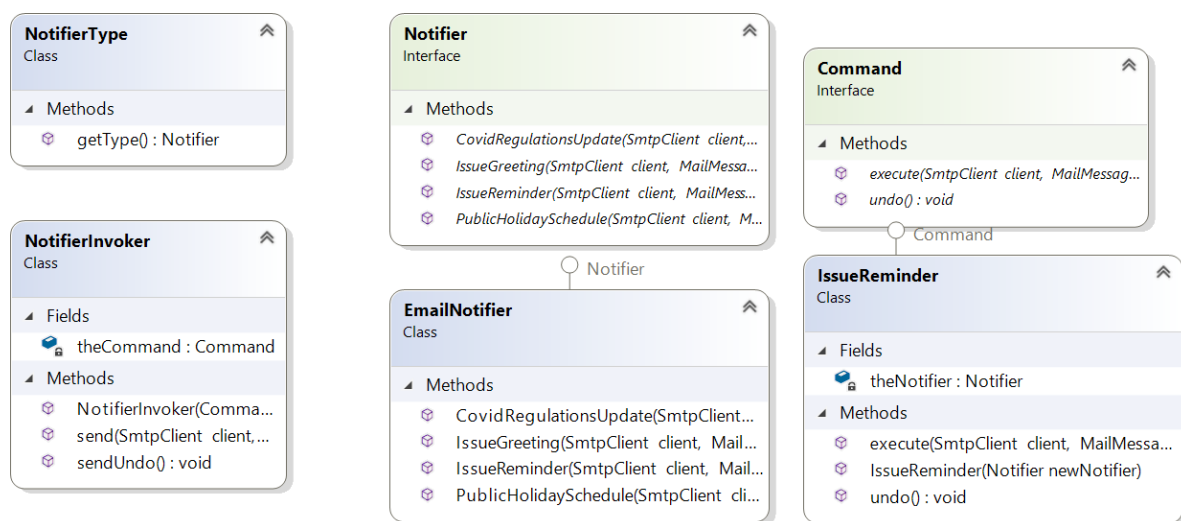 NotifierType
Class
Methods
getType() : Notifier
NotifierInvoker
Class
Fields
theCommand : Command
Methods
NotifierInvoker(Comma...
send(SmtpClient client,...
sendUndo() : void
Notifier
Interface
Methods
CovidRegulationsUpdate(SmtpClient client,...
IssueGreeting(SmtpClient client, MailMessa...
IssueReminder(SmtpClient client, MailMess...
PublicHolidaySchedule(SmtpClient client, M...
Notifier
EmailNotifier
Class
Methods
CovidRegulationsUpdate(SmtpClient...
IssueGreeting(SmtpClient client, Mail...
IssueReminder(SmtpClient client, Mail...
PublicHolidaySchedule(SmtpClient cli...
Command
Interface
Methods
execute(SmtpClient client, MailMessag...
undo() : void
Command
IssueReminder
Class
Fields
theNotifier : Notifier
Methods
execute(SmtpClient client, MailMessa...
IssueReminder(Notifier newNotifier)
undo() : void